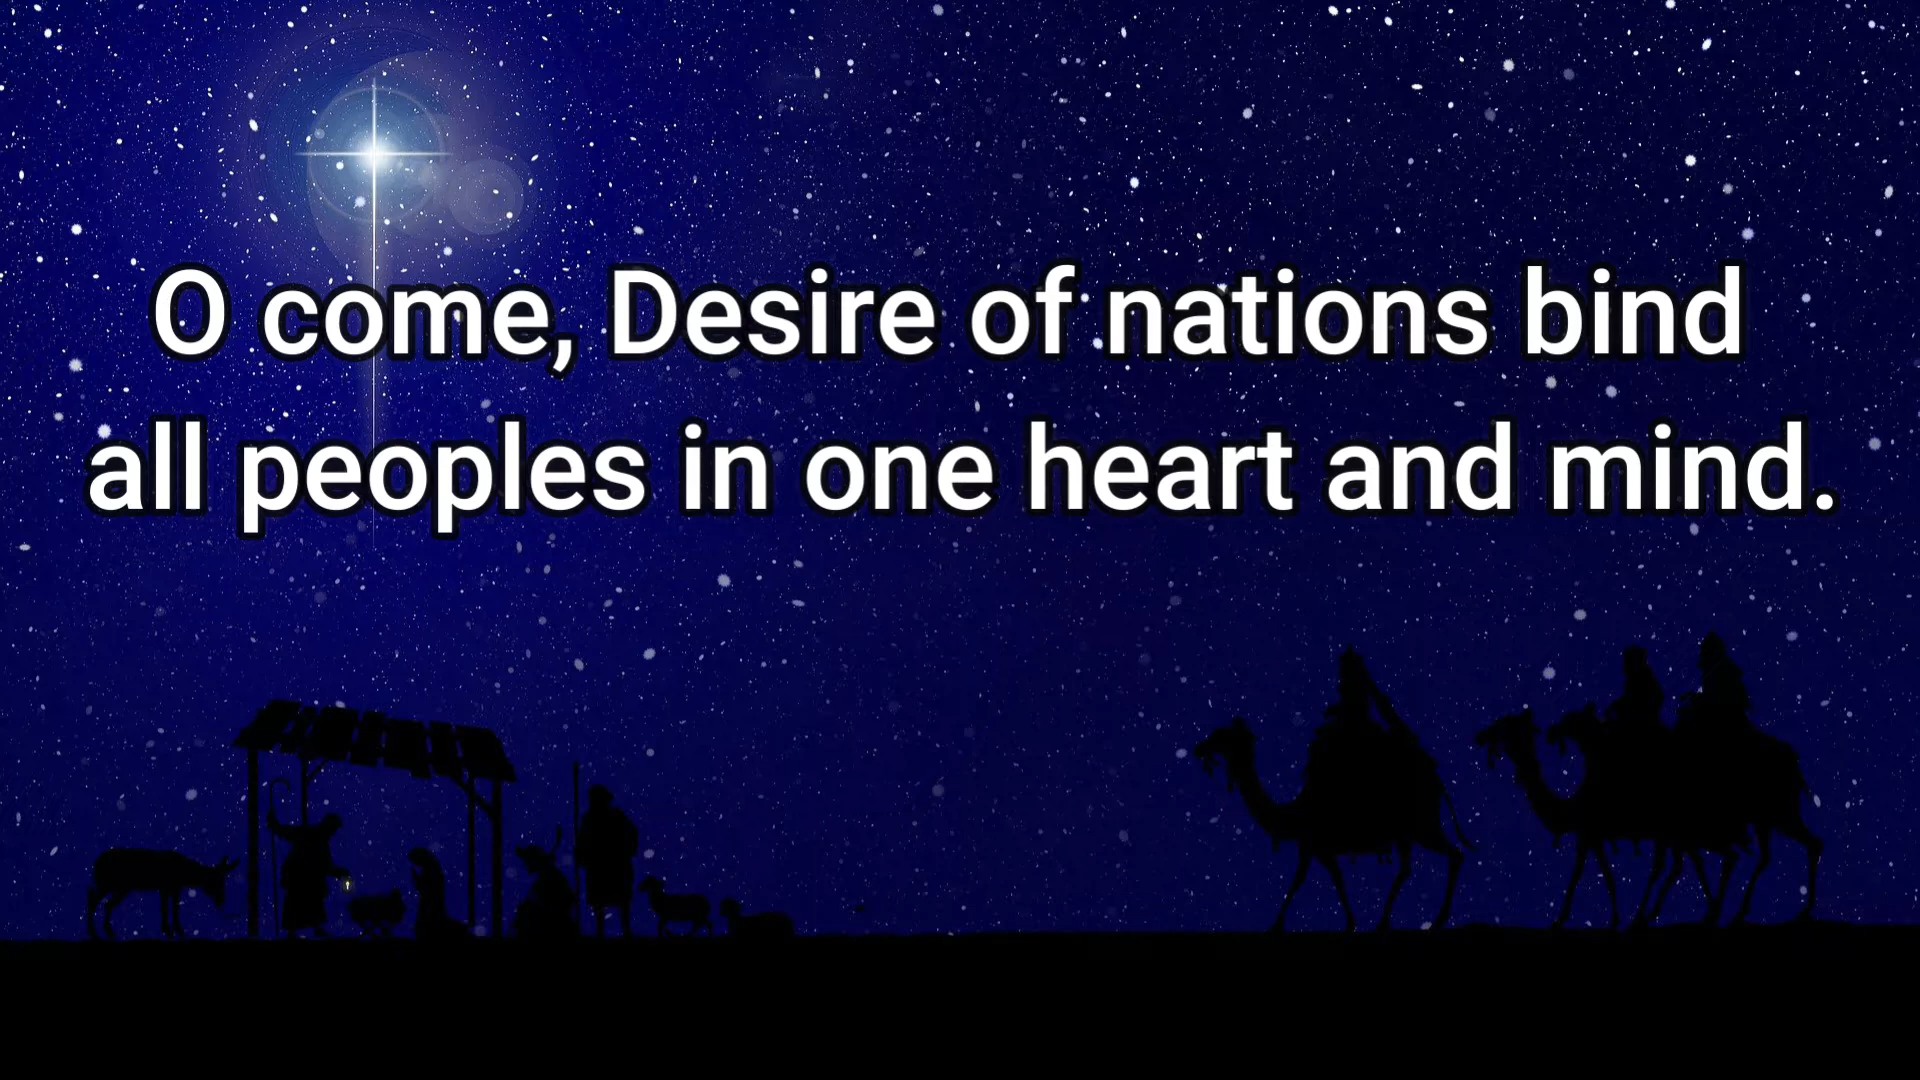 O come, Desire of nations bind
all peoples in one heart and mind.